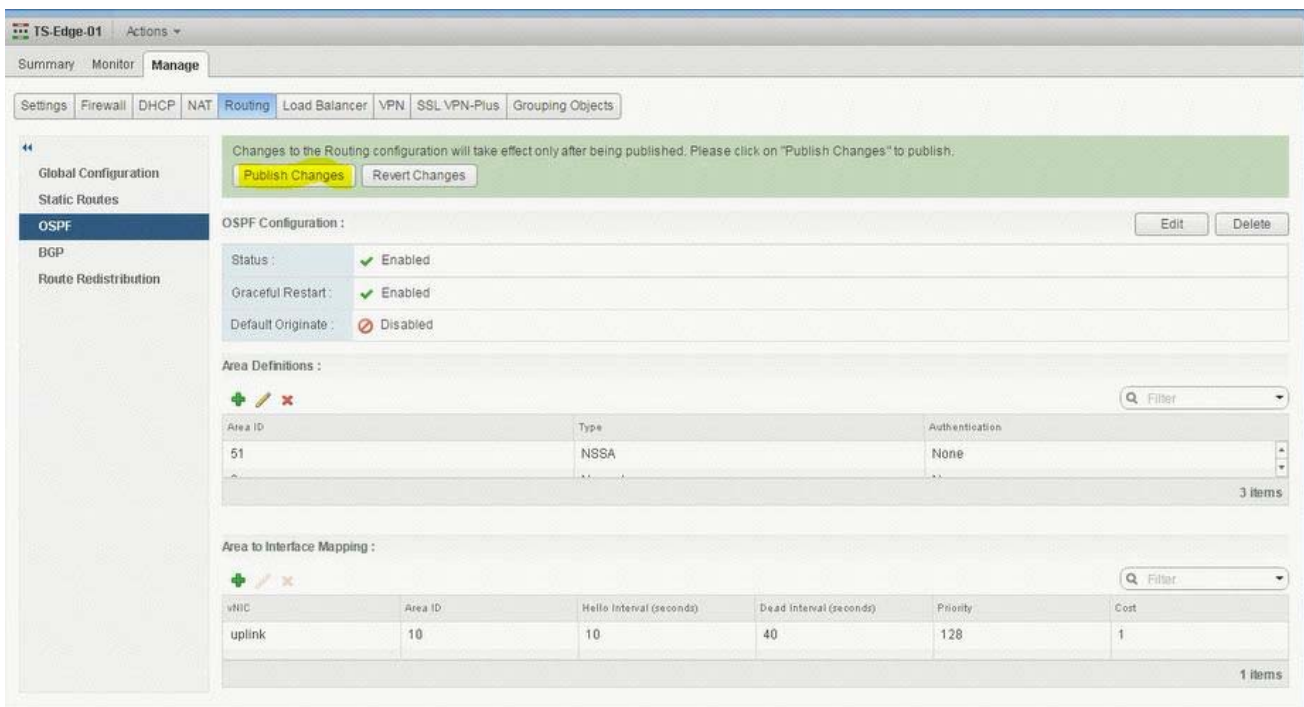 TS-Edge-01 Actions
Summary Monitor Manage
Settings Firewall DHCP NAT Routing Load Balancer VPN SSL VPN-Plus Grouping Objects
Changes to the Routing configuration will take effect only after being published. Please click on "Publish Changes" to publish.
Publish Changes Revert Changes
Global Configuration
Static Routes
OSPF
BGP
Route Redistribution
OSPF Configuration :
Edit Delete
Status : Enabled
Graceful Restart : Enabled
Default Originate : Disabled
Area Definitions :
Filter
Area ID Type Authentication
51 NSSA None
3 items
Area to Interface Mapping :
Filter
vNIC Area ID Hello Interval (seconds) Dead Interval (seconds) Priority Cost
uplink 10 10 40 128 1
1 items